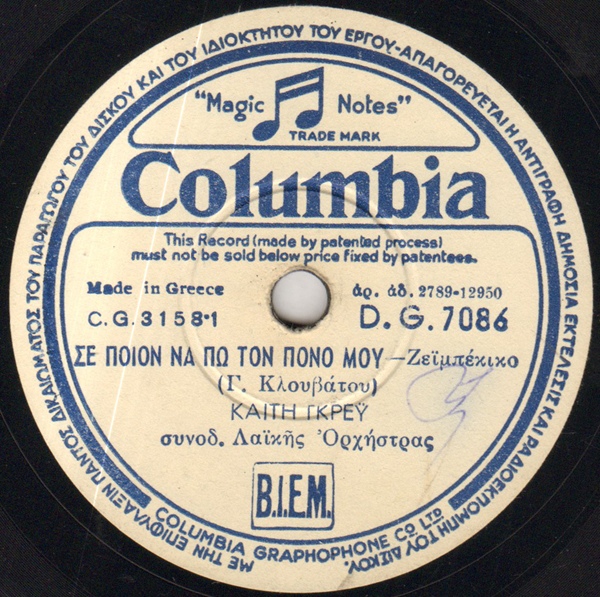 ΜΕ ΤΗΝ ΕΠΙΦΥΛΑΞΙΝ ΠΑΝΤΟΣ ΔΙΚΑΙΩΜΑΤΟΣ ΤΟΥ ΠΑΡΑΓΩΓΟΥ ΤΟΥ ΔΙΣΚΟΥ ΚΑΙ ΤΟΥ ΙΔΙΟΚΤΗΤΟΥ ΤΟΥ ΕΡΓΟΥ-ΑΠΑΓΟΡΕΥΕΤΑΙ Η ΑΝΤΙΓΡΑΦΗ ΔΗΜΟΣΙΑ ΕΚΤΕΛΕΣΙΣ ΚΑΙ ΡΑΔΙΟΕΚΠΟΜΠΗ ΤΟΥ ΔΙΣΚΟΥ.
"Magic Notes"
TRADE MARK
Columbia
This Record (made by patented process)
must not be sold below price fixed by patentees.
Made in Greece ἀρ. ἀδ. 2789-12950
C.G.3158-1 D.G.7086
ΣΕ ΠΟΙΟΝ ΝΑ ΠΩ ΤΟΝ ΠΟΝΟ ΜΟΥ—Ζεϊμπέκικο
(Γ. Κλουβάτου)
ΚΑΙΤΗ ΓΚΡΕΫ
συνοδ. Λαϊκῆς Ὀρχήστρας
B.I.E.M.
COLUMBIA GRAPHOPHONE CO LTD